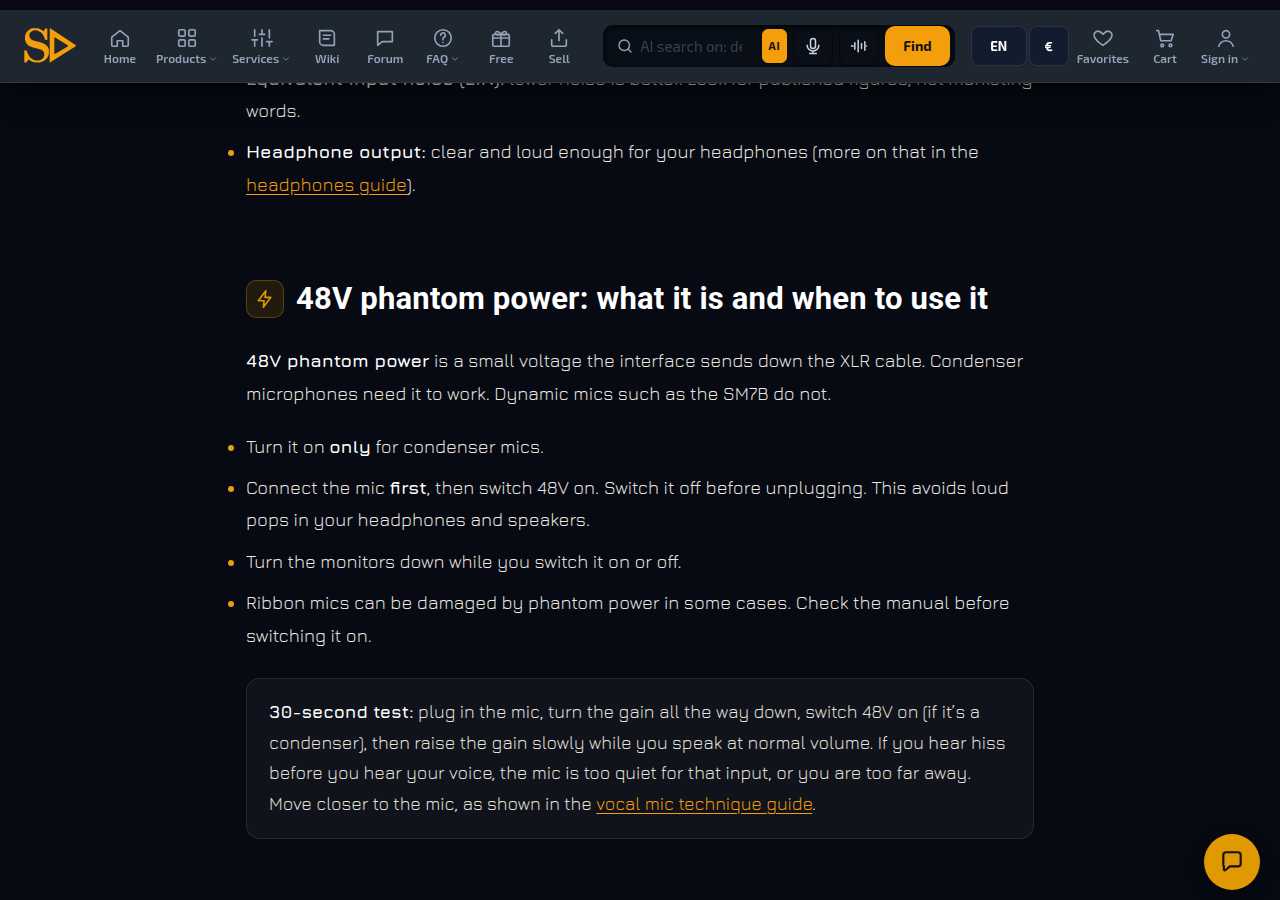 Home
Products
Services
Wiki
Forum
FAQ
Free
Sell
AI search on: de
AI
Find
EN
€
Favorites
Cart
Sign in
words.
Headphone output: clear and loud enough for your headphones (more on that in the
headphones guide).
48V phantom power: what it is and when to use it
48V phantom power is a small voltage the interface sends down the XLR cable. Condenser
microphones need it to work. Dynamic mics such as the SM7B do not.
Turn it on only for condenser mics.
Connect the mic first, then switch 48V on. Switch it off before unplugging. This avoids loud
pops in your headphones and speakers.
Turn the monitors down while you switch it on or off.
Ribbon mics can be damaged by phantom power in some cases. Check the manual before
switching it on.
30-second test: plug in the mic, turn the gain all the way down, switch 48V on (if it's a
condenser), then raise the gain slowly while you speak at normal volume. If you hear hiss
before you hear your voice, the mic is too quiet for that input, or you are too far away.
Move closer to the mic, as shown in the vocal mic technique guide.